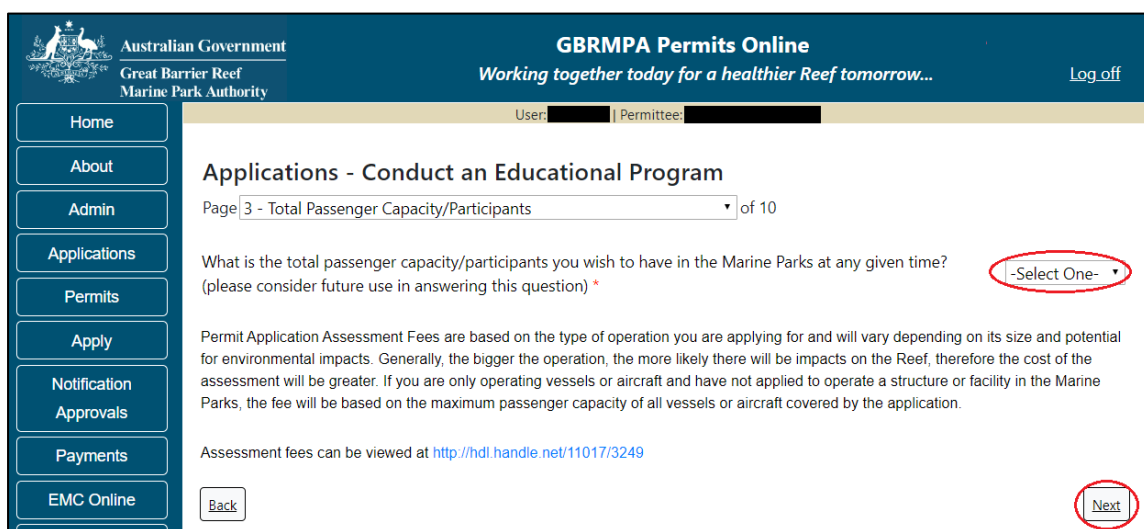 Australian Government
Great Barrier Reef
Marine Park Authority
GBRMPA Permits Online
Working together today for a healthier Reef tomorrow...
Log off
User: | Permittee:
Home
About
Admin
Applications
Permits
Apply
Notification
Approvals
Payments
EMC Online
Applications - Conduct an Educational Program
Page 3 - Total Passenger Capacity/Participants of 10
What is the total passenger capacity/participants you wish to have in the Marine Parks at any given time?
(please consider future use in answering this question) *
-Select One-
Permit Application Assessment Fees are based on the type of operation you are applying for and will vary depending on its size and potential
for environmental impacts. Generally, the bigger the operation, the more likely there will be impacts on the Reef, therefore the cost of the
assessment will be greater. If you are only operating vessels or aircraft and have not applied to operate a structure or facility in the Marine
Parks, the fee will be based on the maximum passenger capacity of all vessels or aircraft covered by the application.
Assessment fees can be viewed at http://hdl.handle.net/11017/3249
Back
Next